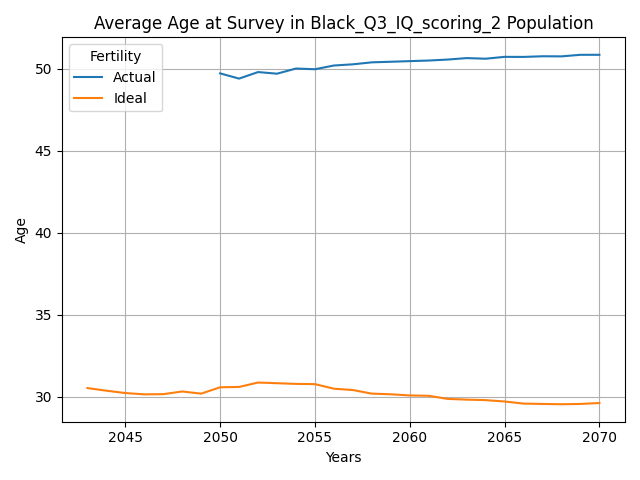 Average Age at Survey in Black_Q3_IQ_scoring_2 Population
Fertility
Actual
Ideal
50
45
40
35
30
Age
2045 2050 2055 2060 2065 2070
Years